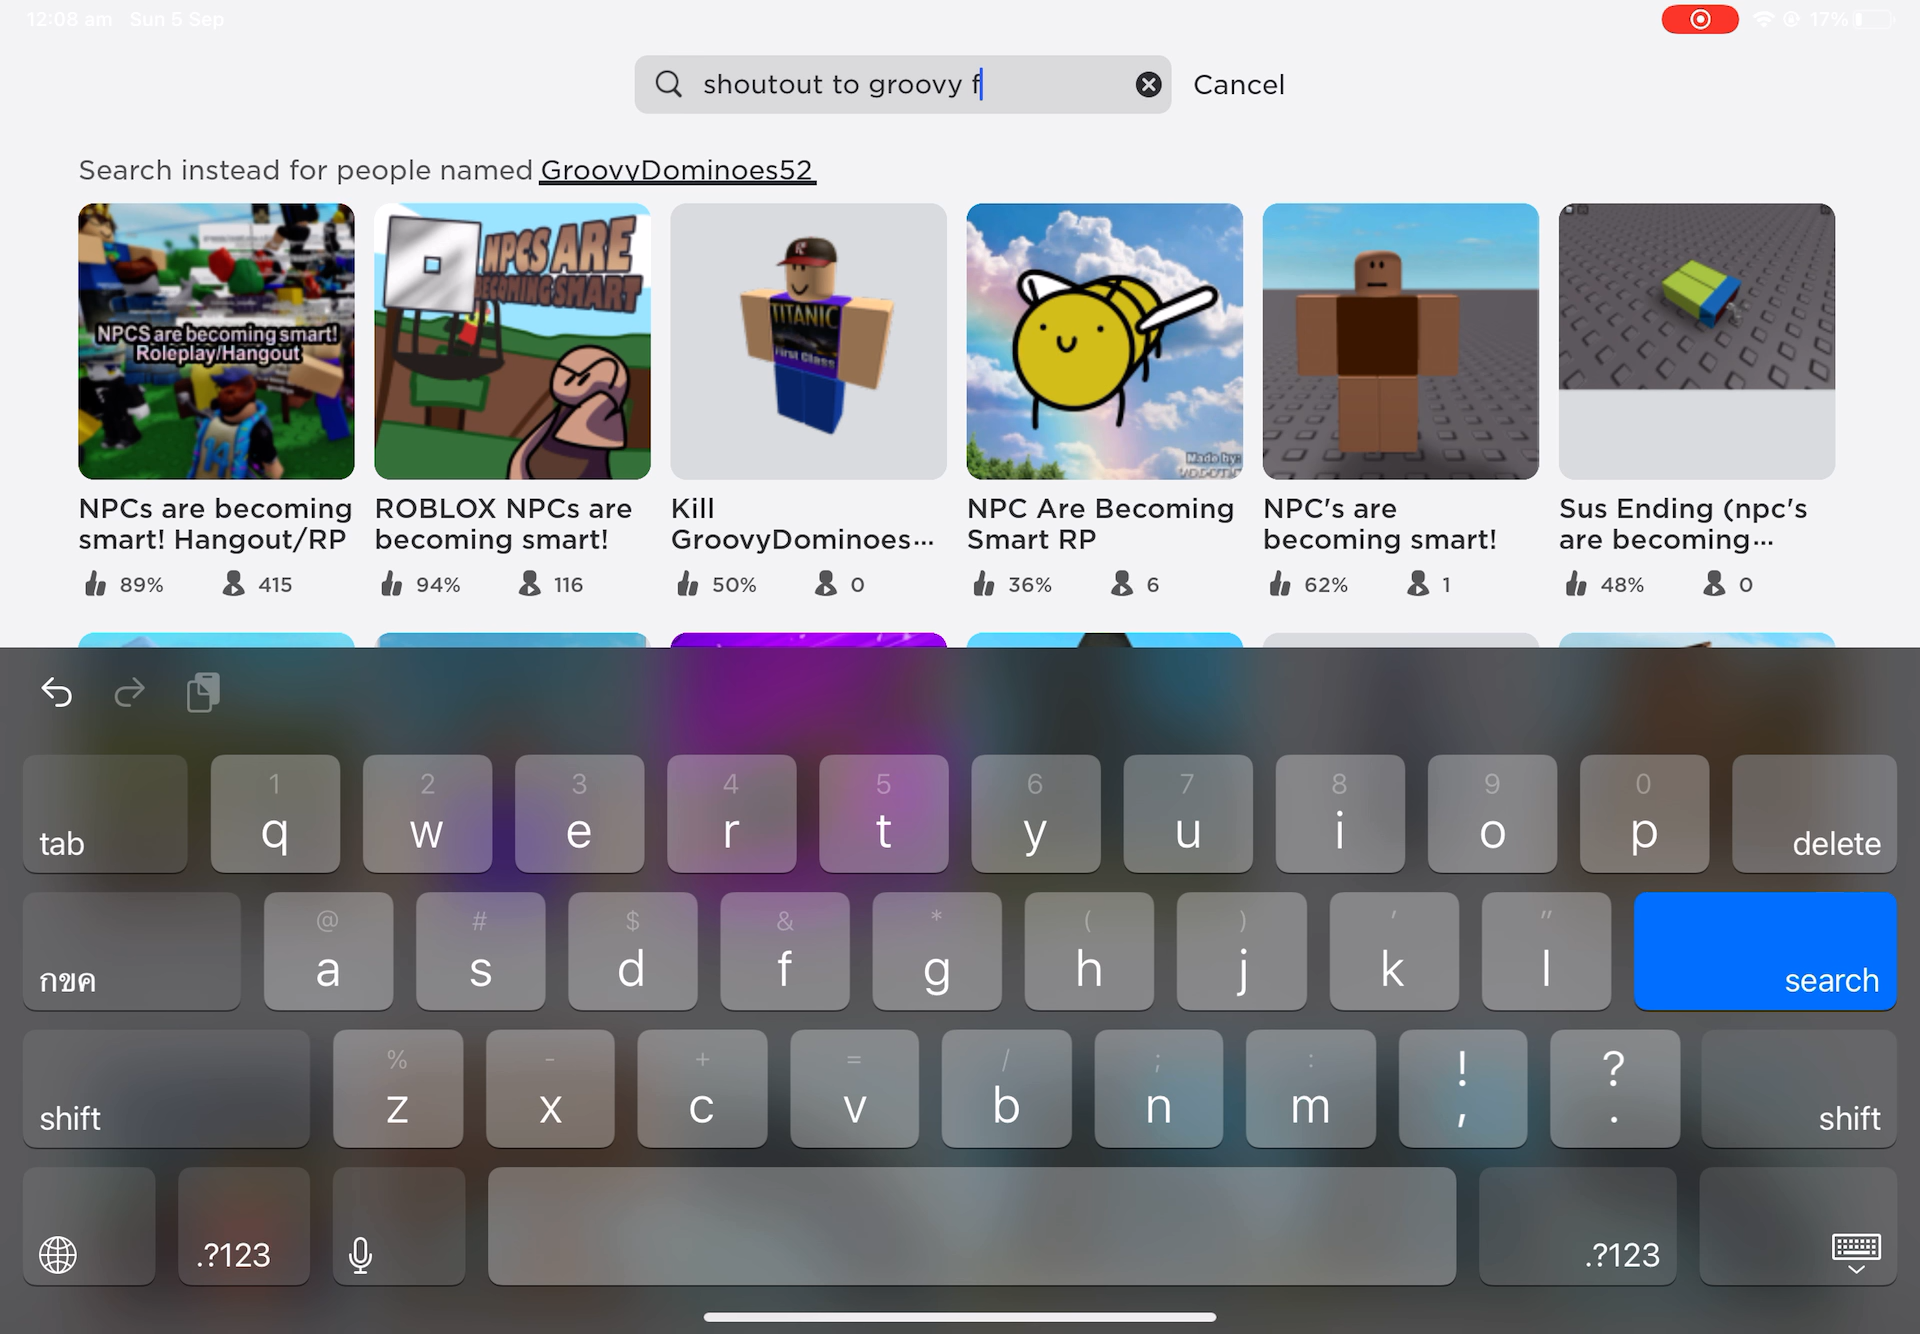 12:08 am Sun 5 Sep
17%
shoutout to groovy f
Cancel
Search instead for people named GroovyDominoes52
NPCS are becoming smart!
Roleplay/Hangout
NPCS ARE
BECOMING SMART
TITANIC
First Class
Made by:
NPCs are becoming
smart! Hangout/RP
89% 415
ROBLOX NPCs are
becoming smart!
94% 116
Kill
GroovyDominoes...
50% 0
NPC Are Becoming
Smart RP
36% 6
NPC's are
becoming smart!
62% 1
Sus Ending (npc's
are becoming...
48% 0
1 2 3 4 5 6 7 8 9 0
tab q w e r t y u i o p delete
@ # $ & * ( ) ' "
กขค a s d f g h j k l search
% - + = / ; : ! ?
shift z x c v b n m , . shift
.?123 .?123